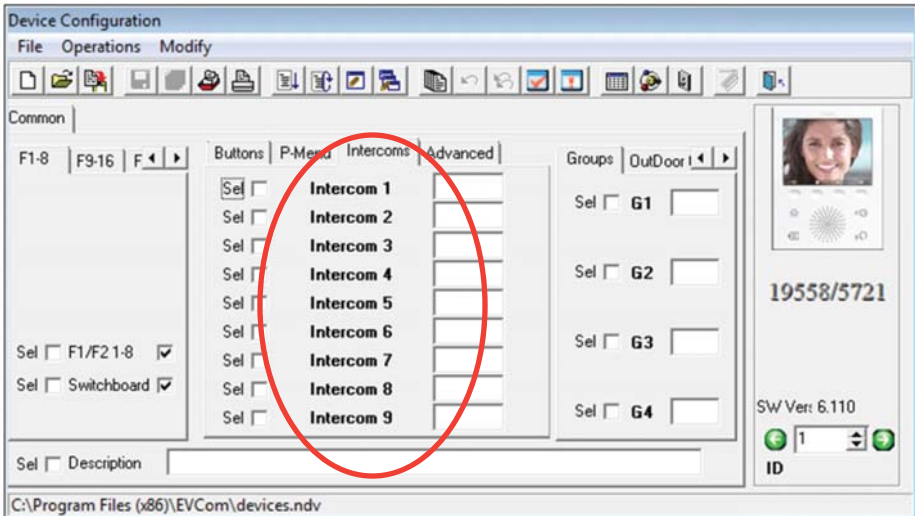 Device Configuration
File Operations Modify
Common
F1-8 F9-16 F
Buttons P-Menu Intercoms Advanced
Groups OutDoor
Sel Intercom 1
Sel Intercom 2
Sel Intercom 3
Sel Intercom 4
Sel Intercom 5
Sel Intercom 6
Sel Intercom 7
Sel Intercom 8
Sel Intercom 9
Sel F1/F2 1-8
Sel Switchboard
Sel G1
Sel G2
Sel G3
Sel G4
19558/5721
SW Ver: 6.110
1
ID
Sel Description
C:\Program Files (x86)\EVCom\devices.ndv